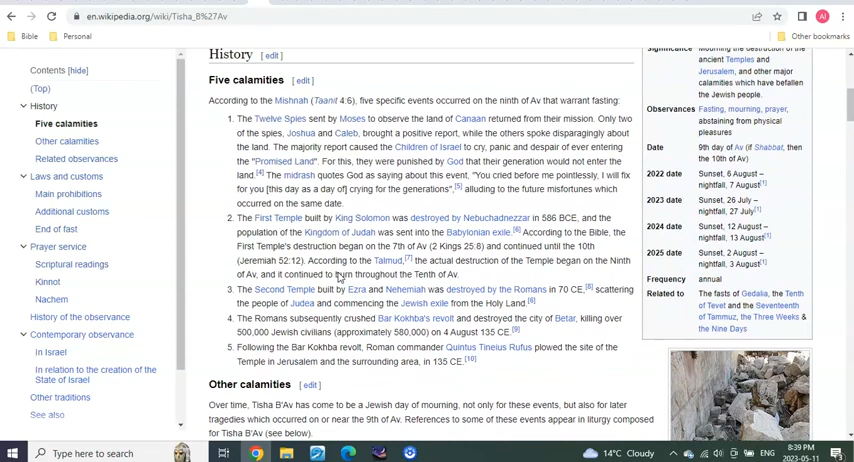 en.wikipedia.org/wiki/Tisha_B%27Av
AI
Bible
Personal
Other bookmarks
Contents [hide]
(Top)
History
Five calamities
Other calamities
Related observances
Laws and customs
Main prohibitions
Additional customs
End of fast
Prayer service
Scriptural readings
Kinnot
Nachem
History of the observance
Contemporary observance
In Israel
In relation to the creation of the
State of Israel
Other traditions
See also
History [ edit ]
Five calamities [ edit ]
According to the Mishnah (Taanit 4:6), five specific events occurred on the ninth of Av that warrant fasting:
1. The Twelve Spies sent by Moses to observe the land of Canaan returned from their mission. Only two
of the spies, Joshua and Caleb, brought a positive report, while the others spoke disparagingly about
the land. The majority report caused the Children of Israel to cry, panic and despair of ever entering
the "Promised Land". For this, they were punished by God that their generation would not enter the
land.[4] The midrash quotes God as saying about this event, "You cried before me pointlessly, I will fix
for you [this day as a day of] crying for the generations",[5] alluding to the future misfortunes which
occurred on the same date.
2. The First Temple built by King Solomon was destroyed by Nebuchadnezzar in 586 BCE, and the
population of the Kingdom of Judah was sent into the Babylonian exile.[6] According to the Bible, the
First Temple's destruction began on the 7th of Av (2 Kings 25:8) and continued until the 10th
(Jeremiah 52:12). According to the Talmud,[7] the actual destruction of the Temple began on the Ninth
of Av, and it continued to burn throughout the Tenth of Av.
3. The Second Temple built by Ezra and Nehemiah was destroyed by the Romans in 70 CE,[8] scattering
the people of Judea and commencing the Jewish exile from the Holy Land.[6]
4. The Romans subsequently crushed Bar Kokhba's revolt and destroyed the city of Betar, killing over
500,000 Jewish civilians (approximately 580,000) on 4 August 135 CE.[9]
5. Following the Bar Kokhba revolt, Roman commander Quintus Tineius Rufus plowed the site of the
Temple in Jerusalem and the surrounding area, in 135 CE.[10]
Other calamities [ edit ]
Over time, Tisha B'Av has come to be a Jewish day of mourning, not only for these events, but also for later
tragedies which occurred on or near the 9th of Av. References to some of these events appear in liturgy composed
for Tisha B'Av (see below).
Significance Mourning the destruction of the
ancient Temples and
Jerusalem, and other major
calamities which have befallen
the Jewish people.
Observances Fasting, mourning, prayer,
abstaining from physical
pleasures
Date 9th day of Av (if Shabbat, then
the 10th of Av)
2022 date Sunset, 6 August –
nightfall, 7 August[1]
2023 date Sunset, 26 July –
nightfall, 27 July[1]
2024 date Sunset, 12 August –
nightfall, 13 August[1]
2025 date Sunset, 2 August –
nightfall, 3 August[1]
Frequency annual
Related to The fasts of Gedalia, the Tenth
of Tevet and the Seventeenth
of Tammuz, the Three Weeks &
the Nine Days
Type here to search
14°C Cloudy
ENG
8:39 PM
2023-05-11
3